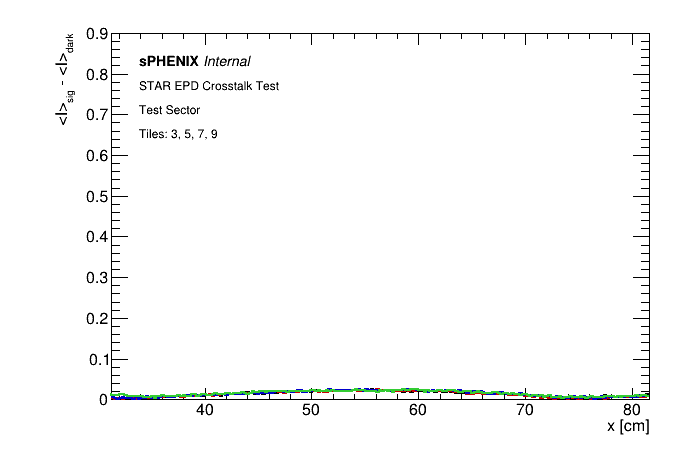 <I>sig - <I>dark
0.9
0.8
0.7
0.6
0.5
0.4
0.3
0.2
0.1
0
sPHENIX Internal
STAR EPD Crosstalk Test
Test Sector
Tiles: 3, 5, 7, 9
40 50 60 70 80
x [cm]